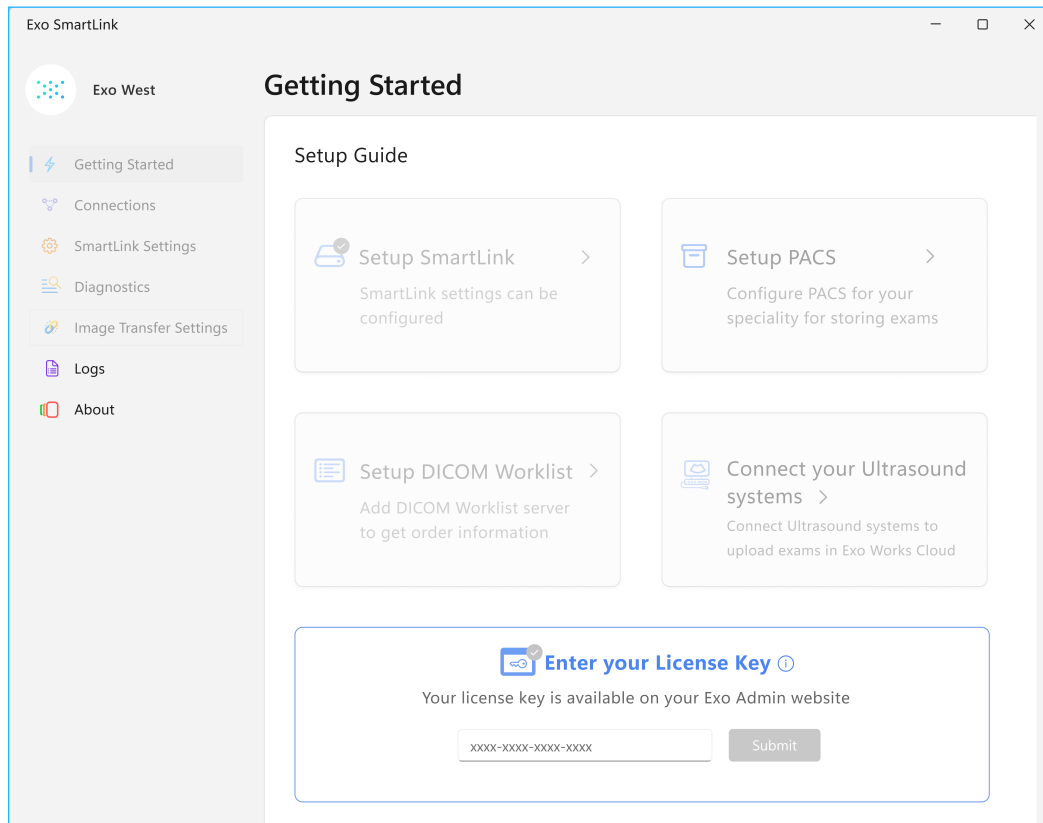 Exo SmartLink
Exo West
Getting Started
Getting Started
Connections
SmartLink Settings
Diagnostics
Image Transfer Settings
Logs
About
Setup Guide
Setup SmartLink
SmartLink settings can be
configured
Setup PACS
Configure PACS for your
speciality for storing exams
Setup DICOM Worklist
Add DICOM Worklist server
to get order information
Connect your Ultrasound
systems
Connect Ultrasound systems to
upload exams in Exo Works Cloud
Enter your License Key
Your license key is available on your Exo Admin website
xxxx-xxxx-xxxx-xxxx
Submit